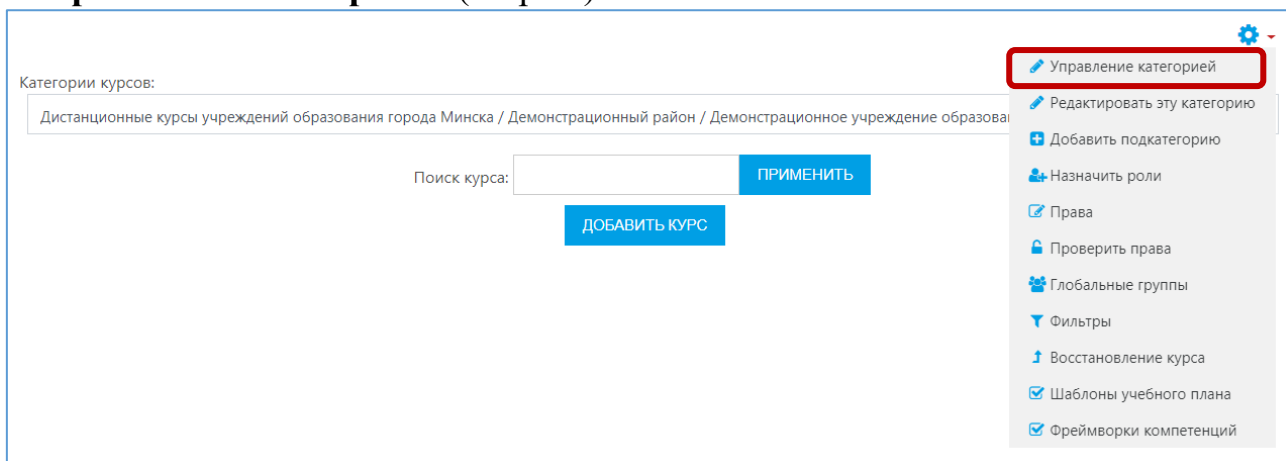 Управление категорией
Категории курсов:
Редактировать эту категорию
Дистанционные курсы учреждений образования города Минска / Демонстрационный район / Демонстрационное учреждение образова
Добавить подкатегорию
Поиск курса:
ПРИМЕНИТЬ
Назначить роли
ДОБАВИТЬ КУРС
Права
Проверить права
Глобальные группы
Фильтры
Восстановление курса
Шаблоны учебного плана
Фреймворки компетенций